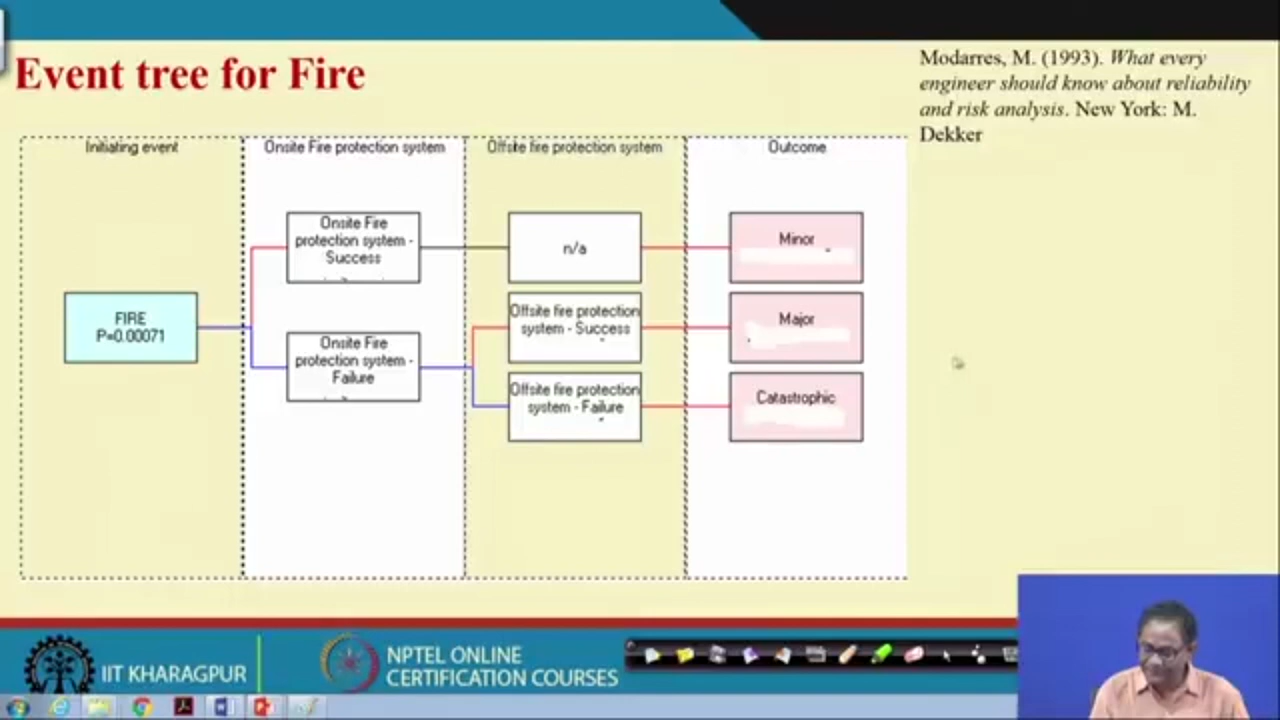 Event tree for Fire
Modarres, M. (1993). What every
engineer should know about reliability
and risk analysis. New York: M.
Dekker
Initiating event
Onsite Fire protection system
Offsite fire protection system
Outcome
FIRE
P=0.00071
Onsite Fire
protection system -
Success
Onsite Fire
protection system -
Failure
n/a
Offsite fire protection
system - Success
Offsite fire protection
system - Failure
Minor
Major
Catastrophic
IIT KHARAGPUR
NPTEL ONLINE
CERTIFICATION COURSES